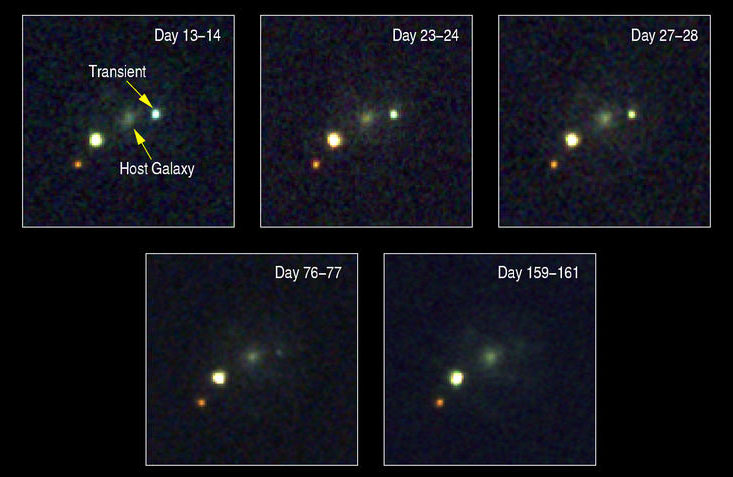 Day 13–14
Transient
Host Galaxy
Day 23–24
Day 27–28
Day 76–77
Day 159–161